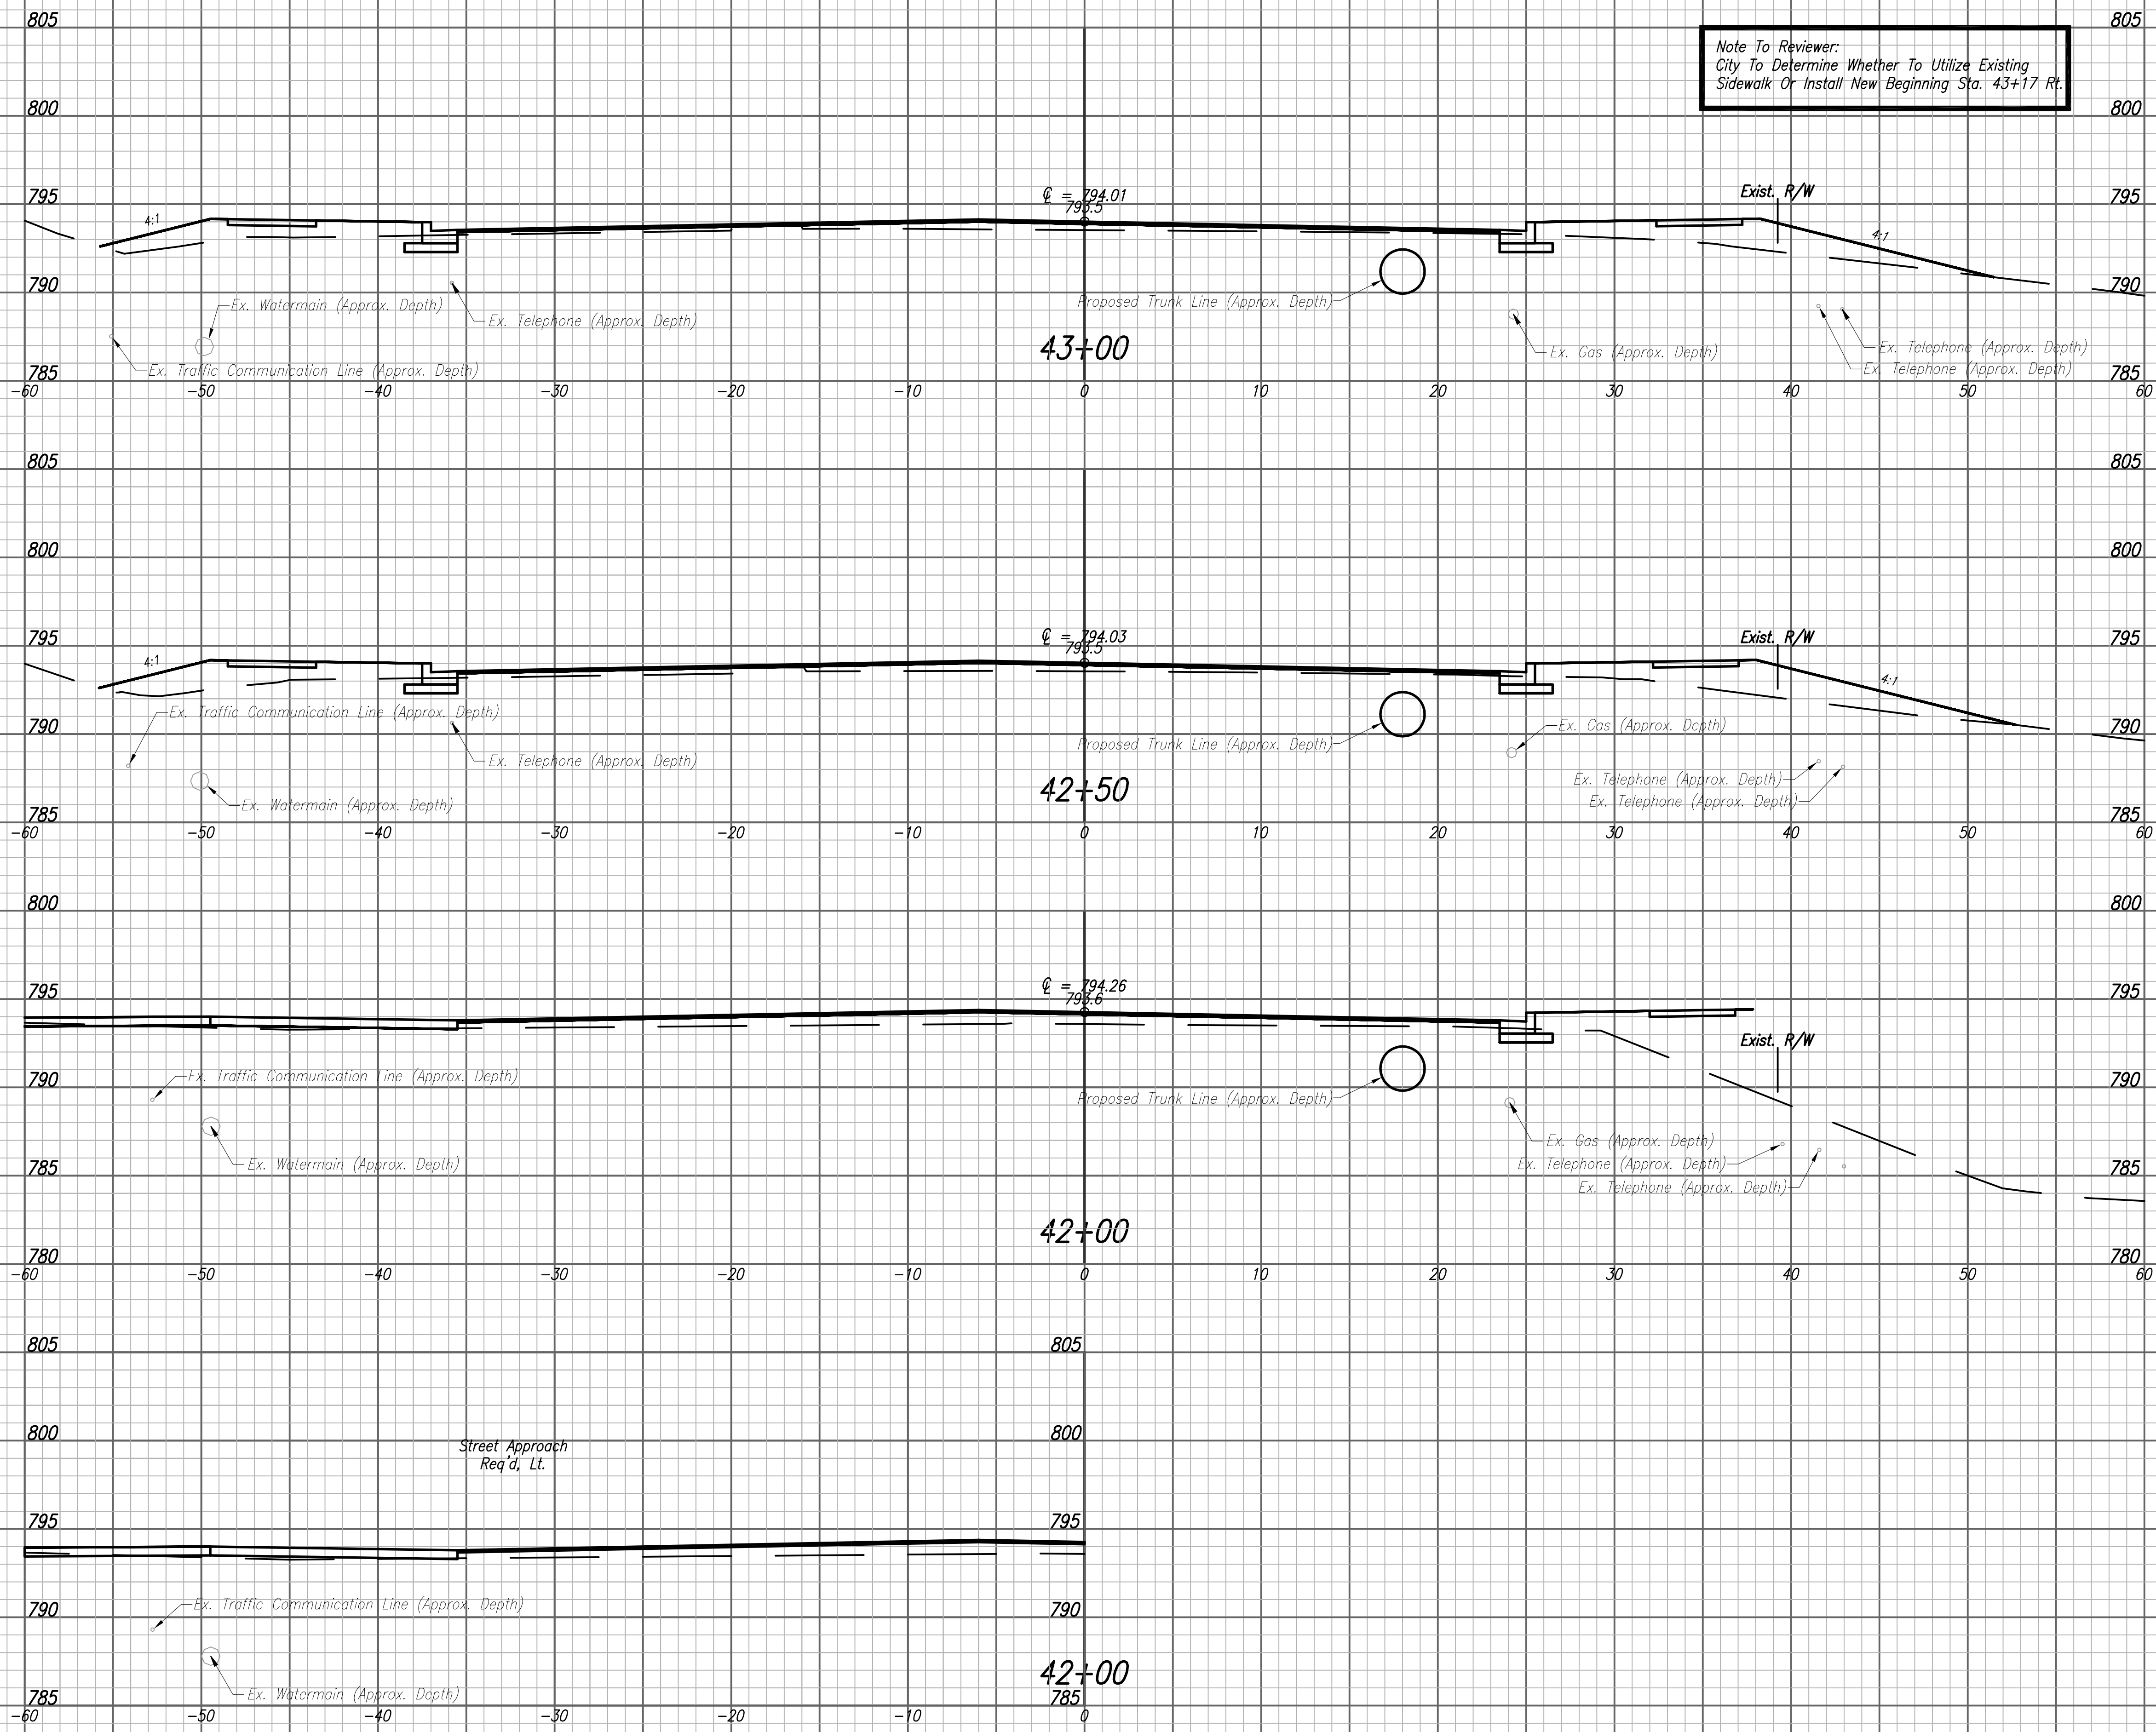 805 805
Note To Reviewer:
City To Determine Whether To Utilize Existing
Sidewalk Or Install New Beginning Sta. 43+17 Rt.
800 800
795 ℄ = 794.01 Exist. R/W 795
793.5
4:1 4:1
790 790
Ex. Watermain (Approx. Depth) Proposed Trunk Line (Approx. Depth)
Ex. Telephone (Approx. Depth)
43+00 Ex. Gas (Approx. Depth) Ex. Telephone (Approx. Depth)
Ex. Traffic Communication Line (Approx. Depth) Ex. Telephone (Approx. Depth)
785 785
-60 -50 -40 -30 -20 -10 0 10 20 30 40 50 60
805 805
800 800
795 ℄ = 794.03 Exist. R/W 795
793.5
4:1 4:1
Ex. Traffic Communication Line (Approx. Depth) Ex. Gas (Approx. Depth)
790 790
Proposed Trunk Line (Approx. Depth)
Ex. Telephone (Approx. Depth)
Ex. Telephone (Approx. Depth)
42+50
Ex. Watermain (Approx. Depth) Ex. Telephone (Approx. Depth)
785 785
-60 -50 -40 -30 -20 -10 0 10 20 30 40 50 60
800 800
℄ = 794.26
795 793.6 795
Exist. R/W
Ex. Traffic Communication Line (Approx. Depth)
790 790
Proposed Trunk Line (Approx. Depth)
Ex. Gas (Approx. Depth)
Ex. Watermain (Approx. Depth) Ex. Telephone (Approx. Depth)
785 785
Ex. Telephone (Approx. Depth)
42+00
780 780
-60 -50 -40 -30 -20 -10 0 10 20 30 40 50 60
805 805
800 800
Street Approach
Req'd, Lt.
795 795
Ex. Traffic Communication Line (Approx. Depth)
790 790
42+00
Ex. Watermain (Approx. Depth)
785 785
-60 -50 -40 -30 -20 -10 0 10 20 30 40 50 60